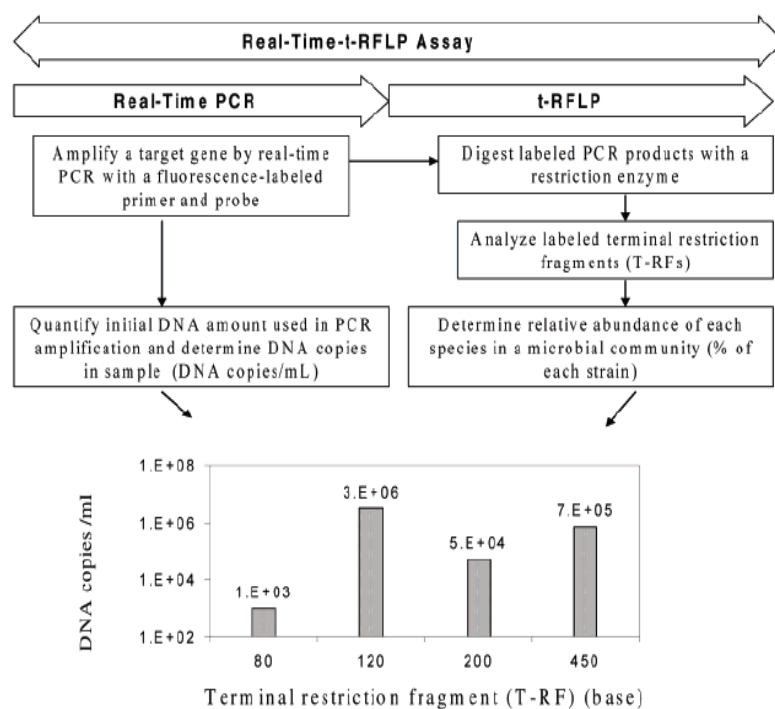 Real-Time-t-RFLP Assay
Real-Time PCR
t-RFLP
Amplify a target gene by real-time
PCR with a fluorescence-labeled
primer and probe
Digest labeled PCR products with a
restriction enzyme
Analyze labeled terminal restriction
fragments (T-RFs)
Quantify initial DNA amount used in PCR
amplification and determine DNA copies
in sample (DNA copies/mL)
Determine relative abundance of each
species in a microbial community (% of
each strain)
DNA copies /ml
1.E+08
1.E+06
1.E+04
1.E+02
1.E+03
3.E+06
5.E+04
7.E+05
80
120
200
450
Terminal restriction fragment (T-RF) (base)